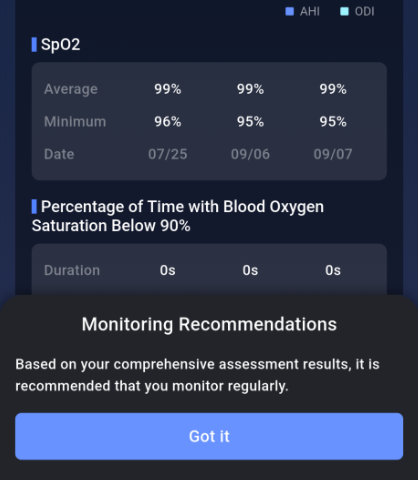 AHI ODI
SpO2
Average 99% 99% 99%
Minimum 96% 95% 95%
Date 07/25 09/06 09/07
Percentage of Time with Blood Oxygen
Saturation Below 90%
Duration 0s 0s 0s
Monitoring Recommendations
Based on your comprehensive assessment results, it is
recommended that you monitor regularly.
Got it